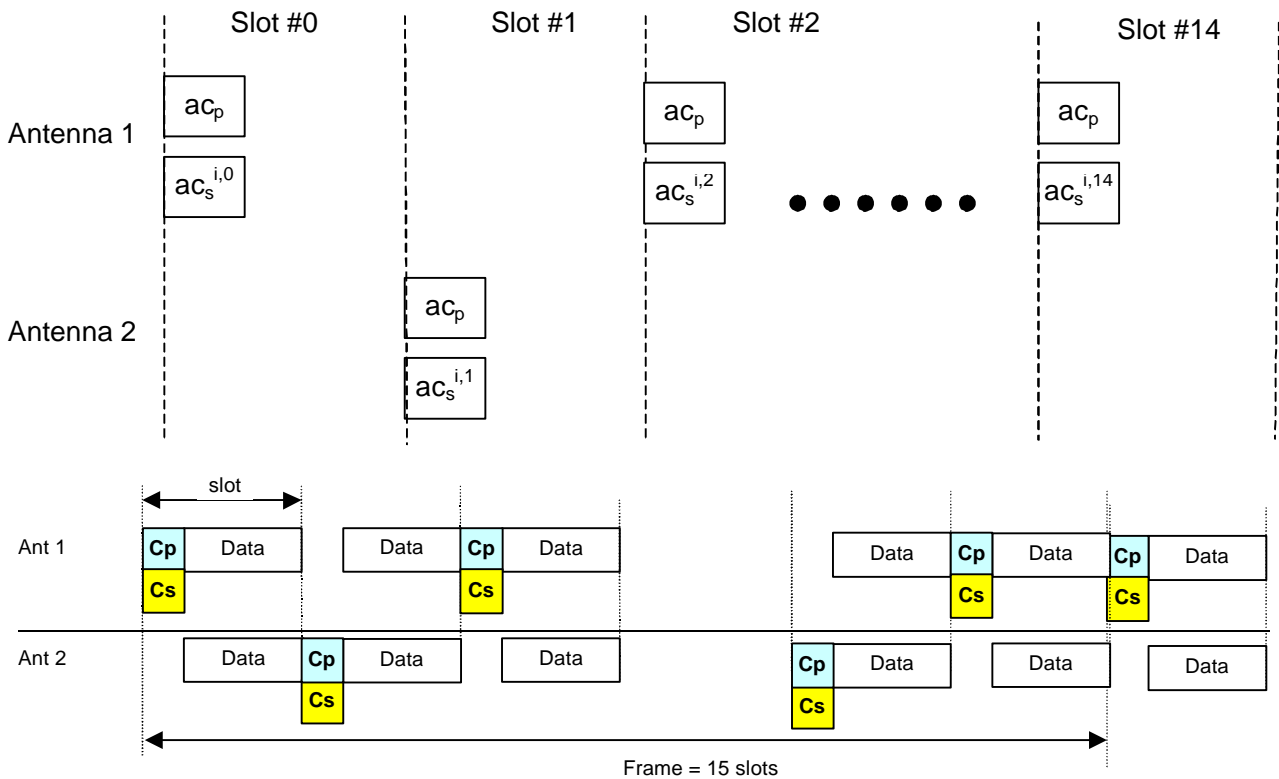 Slot #0 Slot #1 Slot #2 Slot #14
Antenna 1
ac_p ac_p ac_p
ac_s^i,0 ac_s^i,2 ac_s^i,14
Antenna 2
ac_p
ac_s^i,1
slot
Ant 1
Cp Data Data Cp Data Data Cp Data Cp Data
Cs Cs Cs Cs
Ant 2
Data Cp Data Data Cp Data Data Data
Cs Cs
Frame = 15 slots